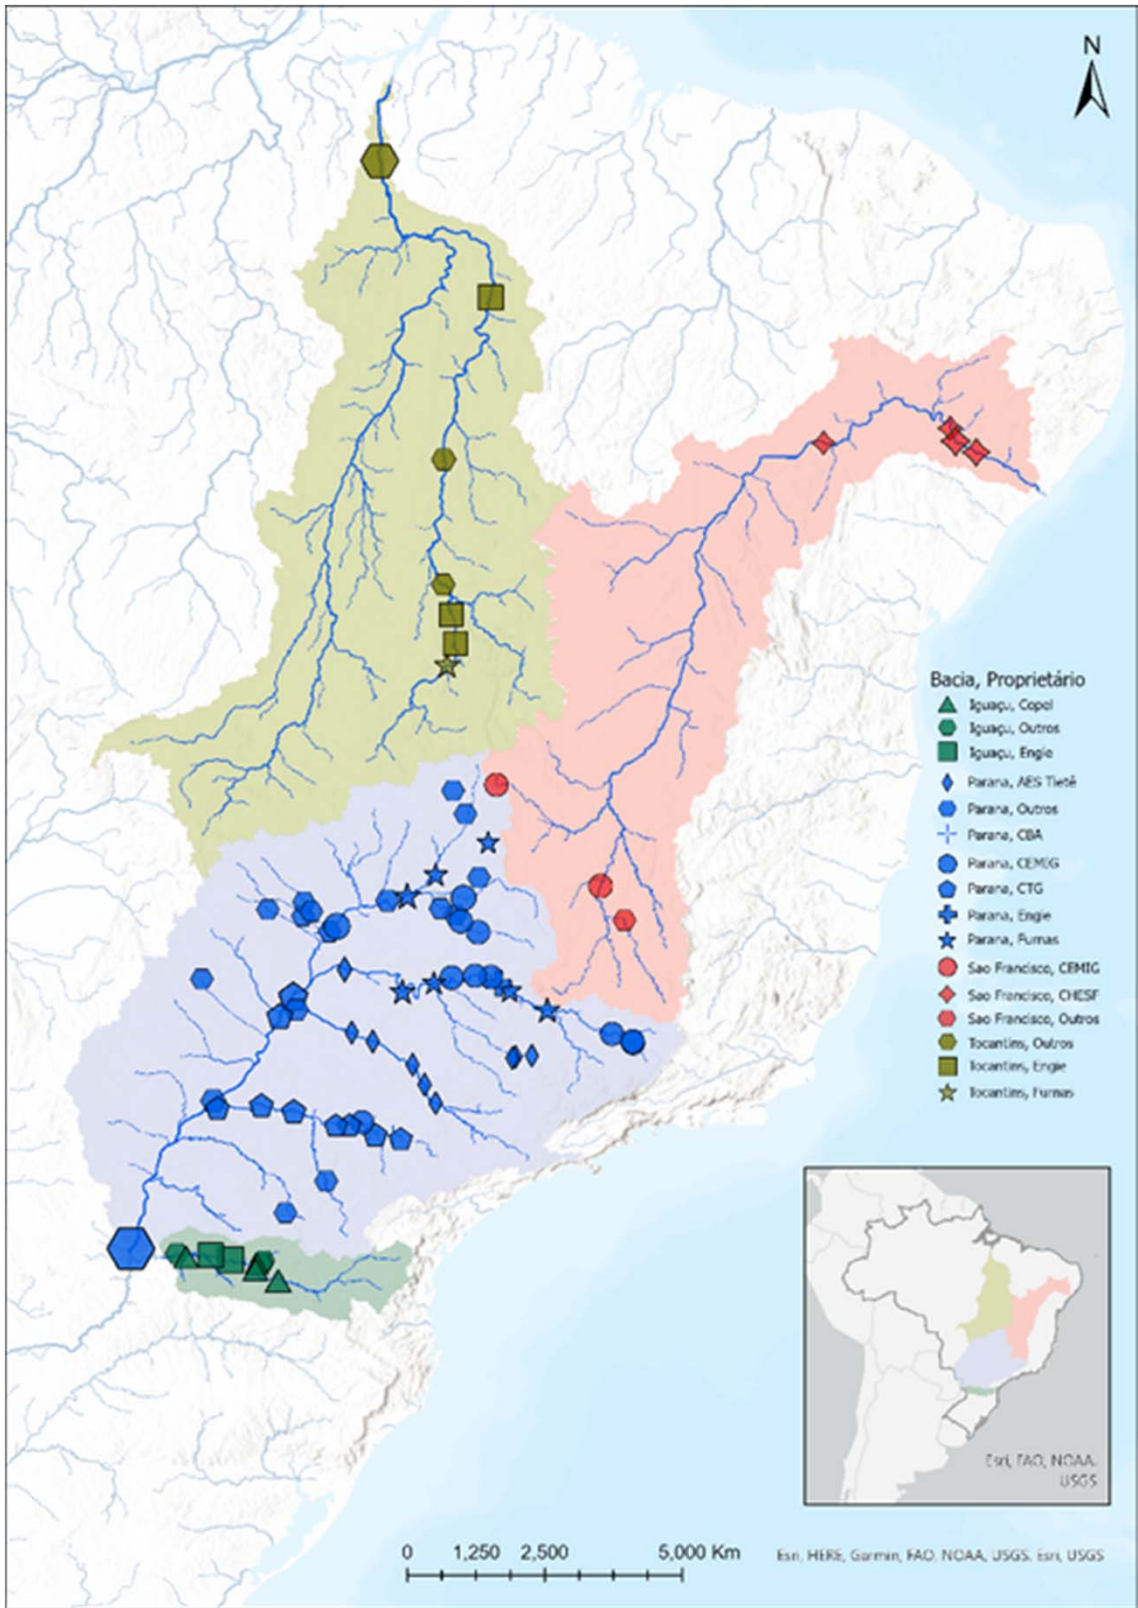 N
Bacia, Proprietário
Iguaçu, Copel
Iguaçu, Outros
Iguaçu, Engie
Parana, AES Tietê
Parana, Outros
Parana, CBA
Parana, CEMIG
Parana, CTG
Parana, Engie
Parana, Furnas
Sao Francisco, CEMIG
Sao Francisco, CHESF
Sao Francisco, Outros
Tocantins, Outros
Tocantins, Engie
Tocantins, Furnas
Esri, FAO, NOAA,
USGS
0 1,250 2,500 5,000 Km
Esri, HERE, Garmin, FAO, NOAA, USGS, Esri, USGS